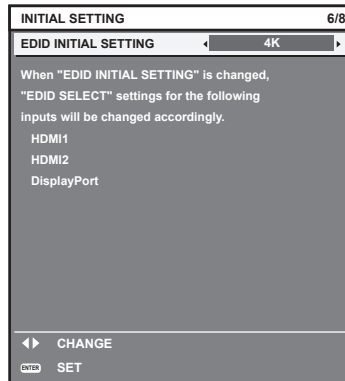 INITIAL SETTING 6/8
EDID INITIAL SETTING 4K
When "EDID INITIAL SETTING" is changed,
"EDID SELECT" settings for the following
inputs will be changed accordingly.
HDMI1
HDMI2
DisplayPort
CHANGE
ENTER SET